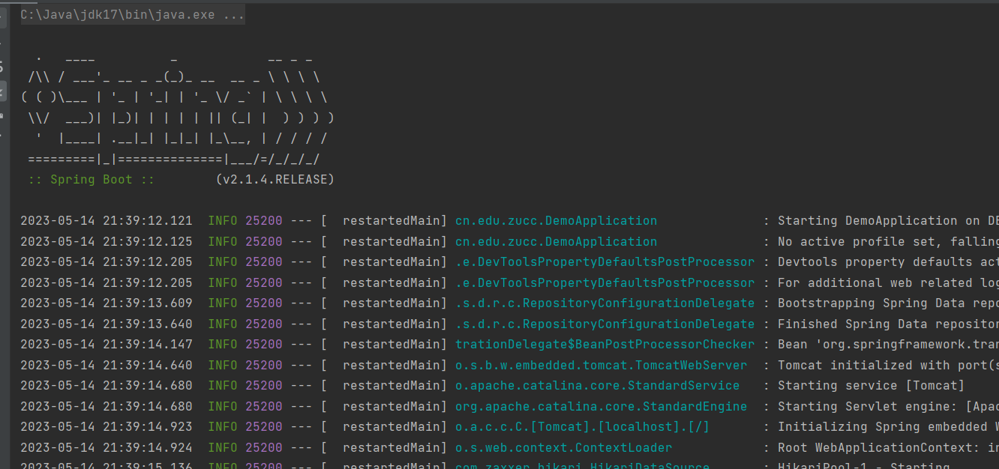 C:\Java\jdk17\bin\java.exe ...
  .   ____          _            __ _ _
 /\\ / ___'_ __ _ _(_)_ __  __ _ \ \ \ \
( ( )\___ | '_ | '_| | '_ \/ _` | \ \ \ \
 \\/  ___)| |_)| | | | | || (_| |  ) ) ) )
  '  |____| .__|_| |_|_| |_\__, | / / / /
 =========|_|==============|___/=/_/_/_/
 :: Spring Boot ::        (v2.1.4.RELEASE)
2023-05-14 21:39:12.121  INFO 25200 --- [  restartedMain] cn.edu.zucc.DemoApplication              : Starting DemoApplication on
2023-05-14 21:39:12.125  INFO 25200 --- [  restartedMain] cn.edu.zucc.DemoApplication              : No active profile set, falling
2023-05-14 21:39:12.205  INFO 25200 --- [  restartedMain] .e.DevToolsPropertyDefaultsPostProcessor : Devtools property defaults act
2023-05-14 21:39:12.205  INFO 25200 --- [  restartedMain] .e.DevToolsPropertyDefaultsPostProcessor : For additional web related log
2023-05-14 21:39:13.609  INFO 25200 --- [  restartedMain] .s.d.r.c.RepositoryConfigurationDelegate : Bootstrapping Spring Data repo
2023-05-14 21:39:13.640  INFO 25200 --- [  restartedMain] .s.d.r.c.RepositoryConfigurationDelegate : Finished Spring Data repositor
2023-05-14 21:39:14.147  INFO 25200 --- [  restartedMain] trationDelegate$BeanPostProcessorChecker : Bean 'org.springframework.tran
2023-05-14 21:39:14.640  INFO 25200 --- [  restartedMain] o.s.b.w.embedded.tomcat.TomcatWebServer  : Tomcat initialized with port(s
2023-05-14 21:39:14.680  INFO 25200 --- [  restartedMain] o.apache.catalina.core.StandardService   : Starting service [Tomcat]
2023-05-14 21:39:14.680  INFO 25200 --- [  restartedMain] org.apache.catalina.core.StandardEngine  : Starting Servlet engine: [Apac
2023-05-14 21:39:14.923  INFO 25200 --- [  restartedMain] o.a.c.c.C.[Tomcat].[localhost].[/]       : Initializing Spring embedded W
2023-05-14 21:39:14.924  INFO 25200 --- [  restartedMain] o.s.web.context.ContextLoader            : Root WebApplicationContext: in
2023-05-14 21:39:15.136  INFO 25200 --- [  restartedMain] com.zaxxer.hikari.HikariDataSource       : HikariPool-1 - Starting...